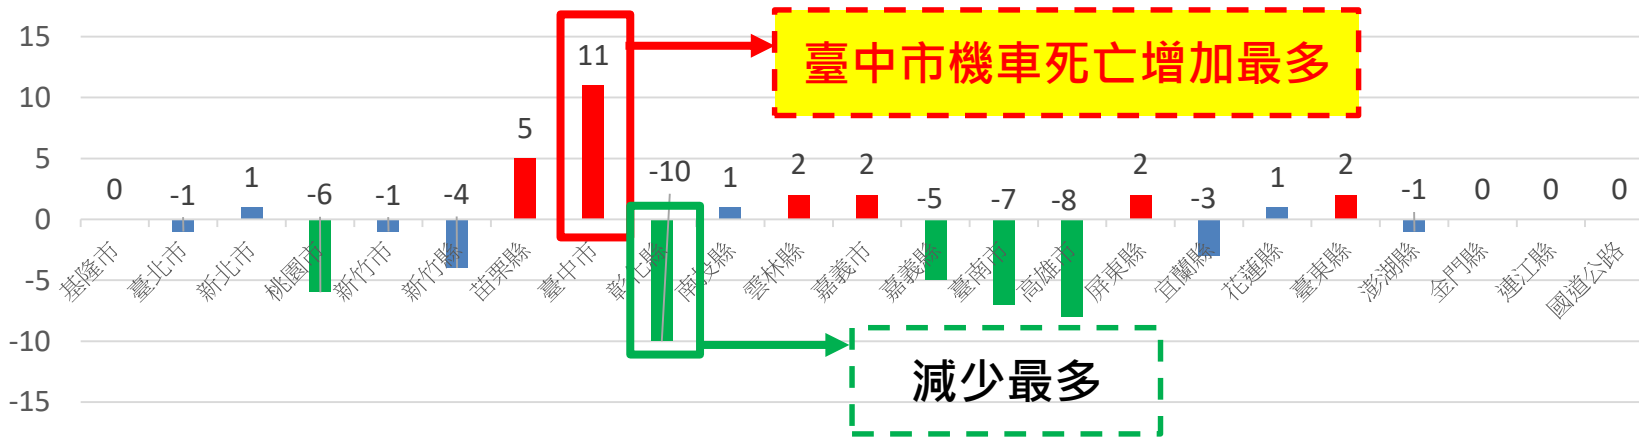 15
10
5
0
-5
-10
-15
臺中市機車死亡增加最多
減少最多
0
-1
1
-6
-1
-4
5
11
-10
1
2
2
-5
-7
-8
2
-3
1
2
-1
0
0
0
基隆市
臺北市
新北市
桃園市
新竹市
新竹縣
苗栗縣
臺中市
彰化縣
南投縣
雲林縣
嘉義市
嘉義縣
臺南市
高雄市
屏東縣
宜蘭縣
花蓮縣
臺東縣
澎湖縣
金門縣
連江縣
國道公路